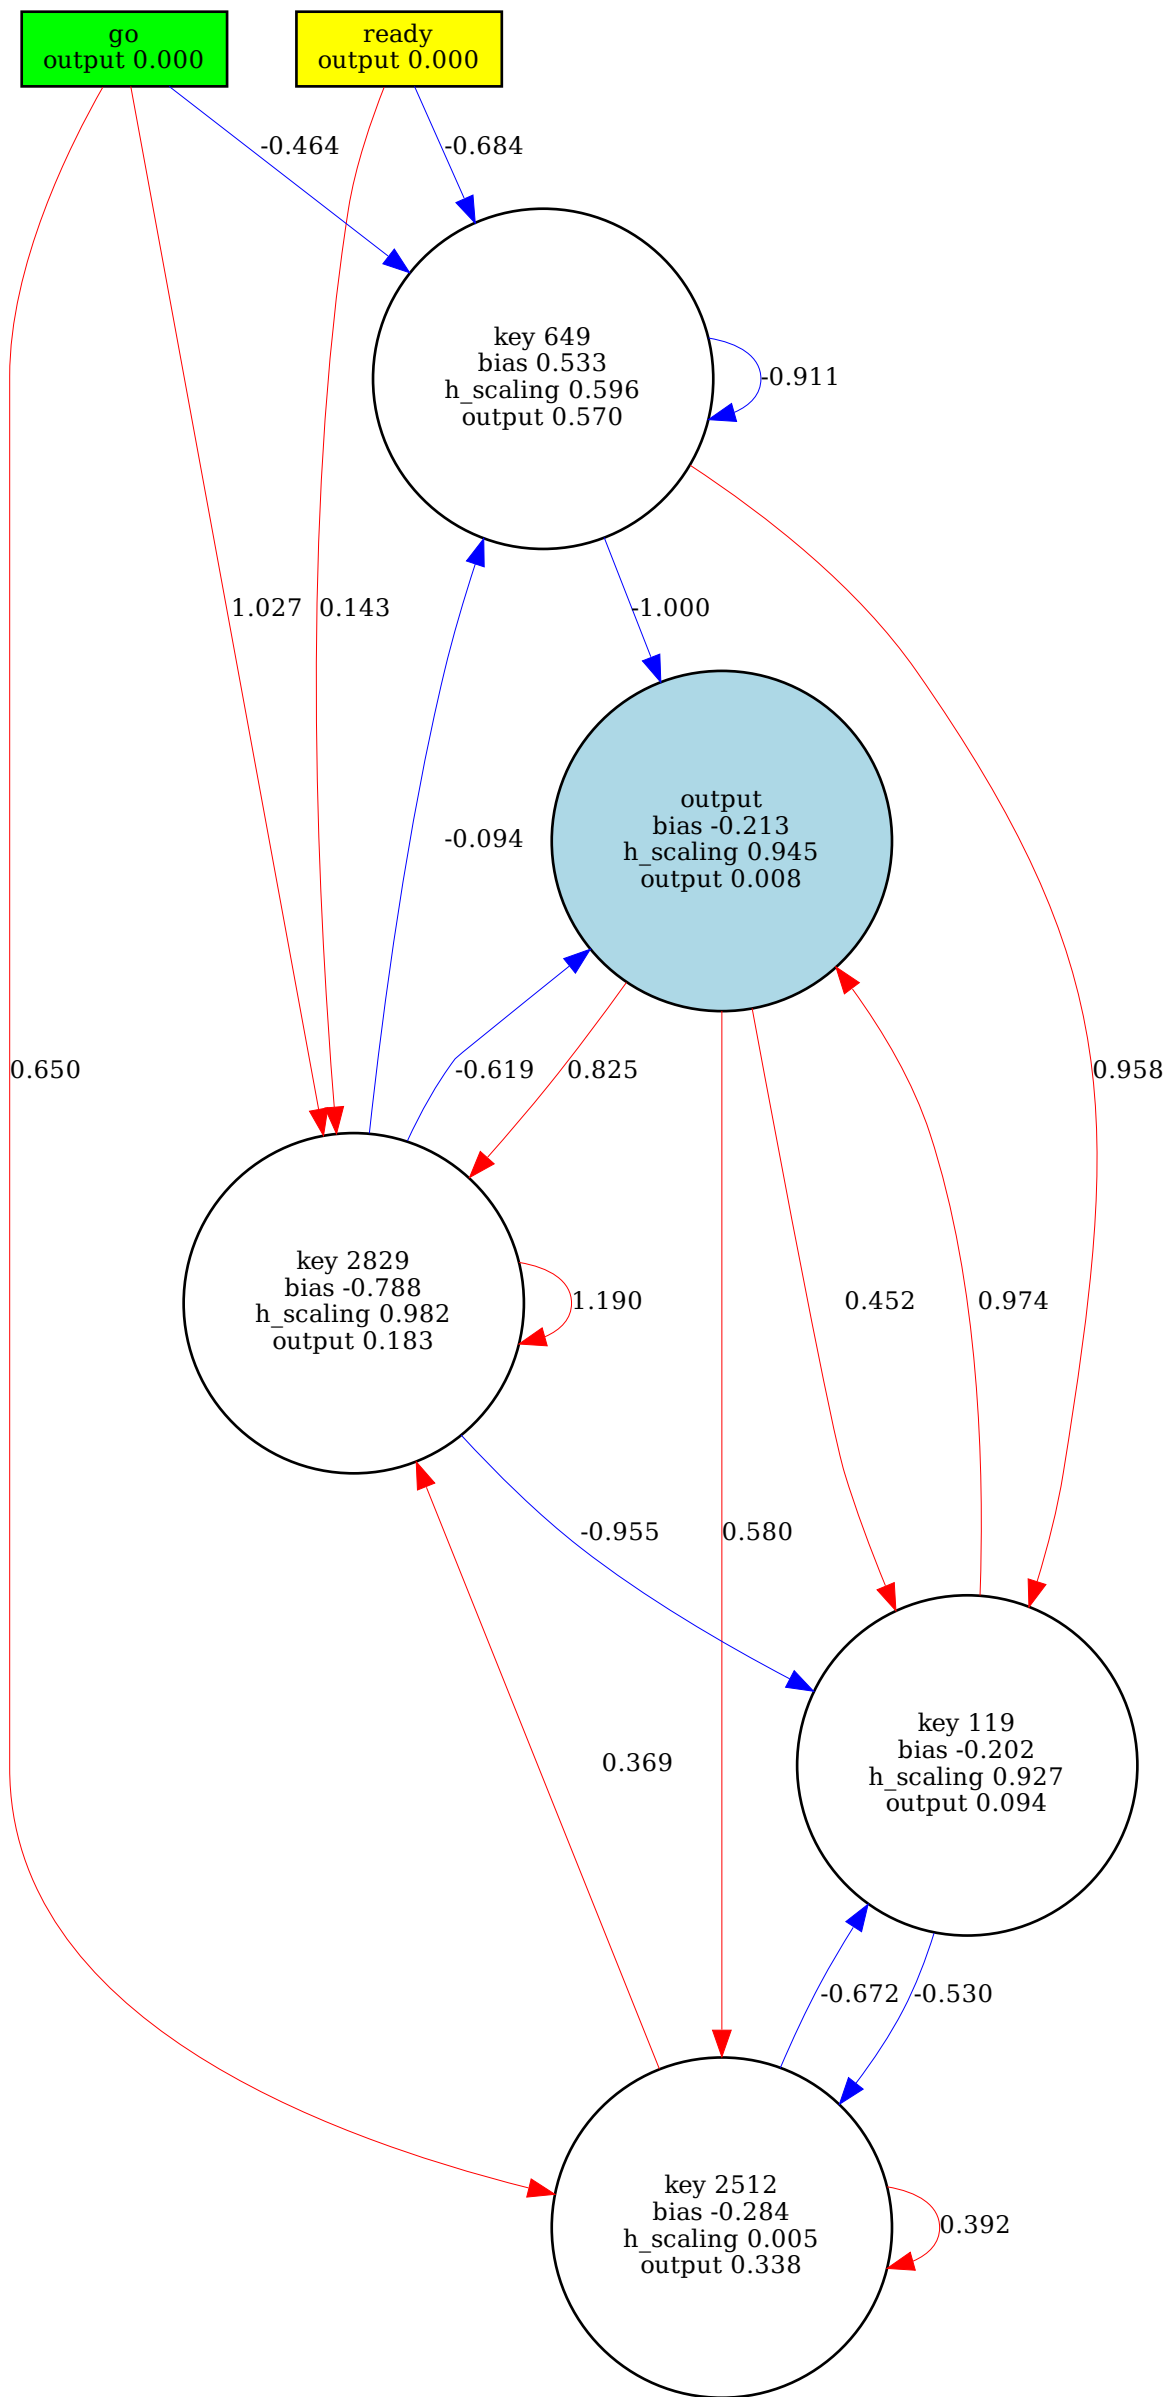 go
output 0.000
ready
output 0.000
-0.464
-0.684
key 649
bias 0.533
h_scaling 0.596
output 0.570
-0.911
1.027
0.143
-1.000
output
bias -0.213
h_scaling 0.945
output 0.008
-0.094
0.650
-0.619
0.825
0.958
key 2829
bias -0.788
h_scaling 0.982
output 0.183
1.190
0.452
0.974
-0.955
0.580
key 119
bias -0.202
h_scaling 0.927
output 0.094
0.369
-0.672
-0.530
key 2512
bias -0.284
h_scaling 0.005
output 0.338
0.392